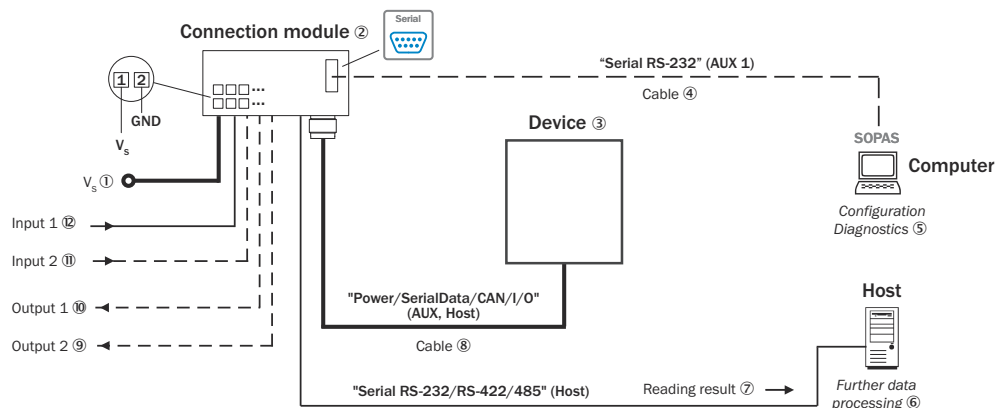 Serial
Connection module ②
1 2
GND
Vs
"Serial RS-232" (AUX 1)
Cable ④
Device ③
SOPAS
Computer
Configuration
Diagnostics ⑤
Vs ①
Input 1 ⑫
Input 2 ⑪
Output 1 ⑩
Output 2 ⑨
"Power/SerialData/CAN/I/O"
(AUX, Host)
Cable ⑧
Host
"Serial RS-232/RS-422/485" (Host)
Reading result ⑦
Further data
processing ⑥